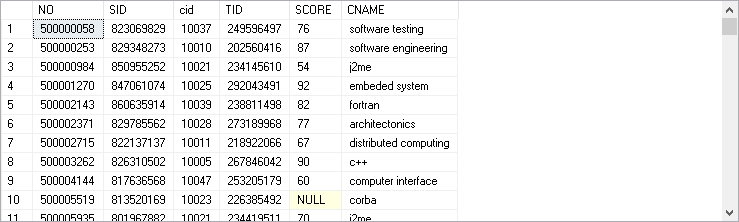 NO SID cid TID SCORE CNAME
1 500000058 823069829 10037 249596497 76 software testing
2 500000253 829348273 10010 202560416 87 software engineering
3 500000984 850955252 10021 234145610 54 j2me
4 500001270 847061074 10025 292043491 92 embeded system
5 500002143 860635914 10039 238811498 82 fortran
6 500002371 829785562 10028 273189968 77 architectonics
7 500002715 822137137 10011 218922066 67 distributed computing
8 500003262 826310502 10005 267846042 90 c++
9 500004144 817636568 10047 253205179 60 computer interface
10 500005519 813520169 10023 226385492 NULL corba
11 500005935 801967882 10021 234419511 70 j2me